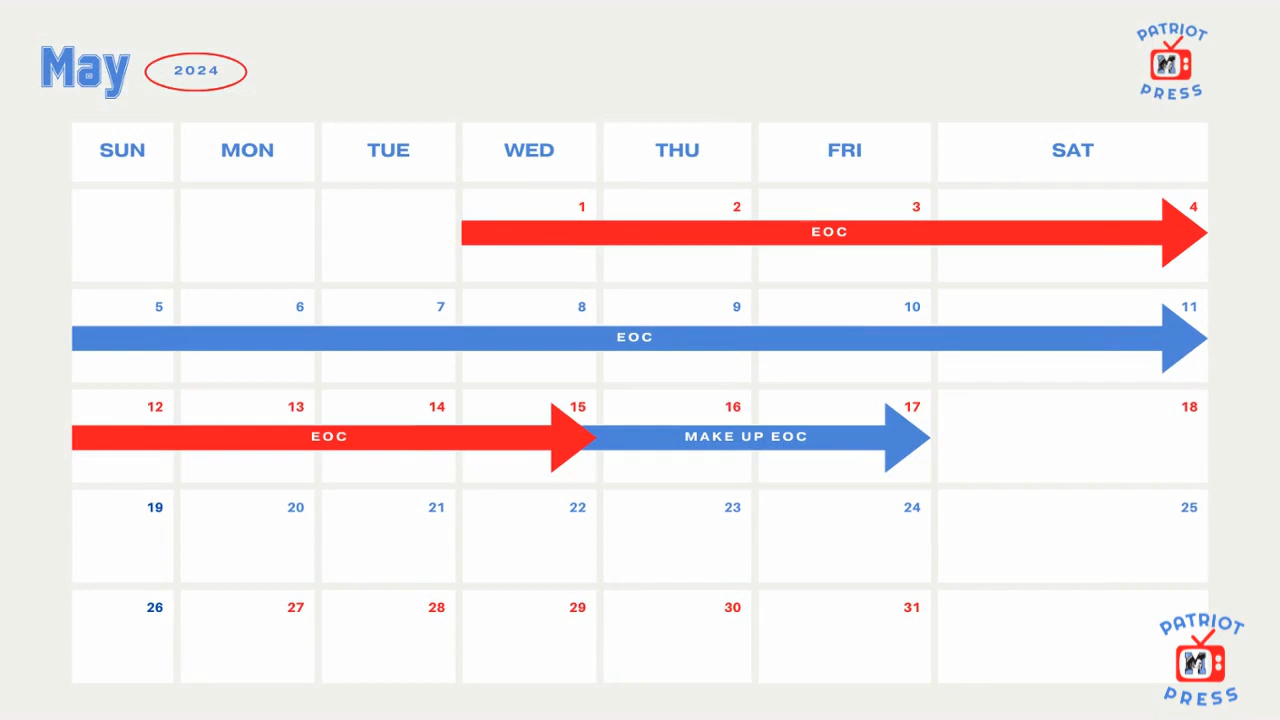 May 2024
PATRIOT
M
PRESS
SUN MON TUE WED THU FRI SAT
1 2 3 4
EOC
5 6 7 8 9 10 11
EOC
12 13 14 15 16 17 18
EOC MAKE UP EOC
19 20 21 22 23 24 25
26 27 28 29 30 31
PATRIOT
M
PRESS